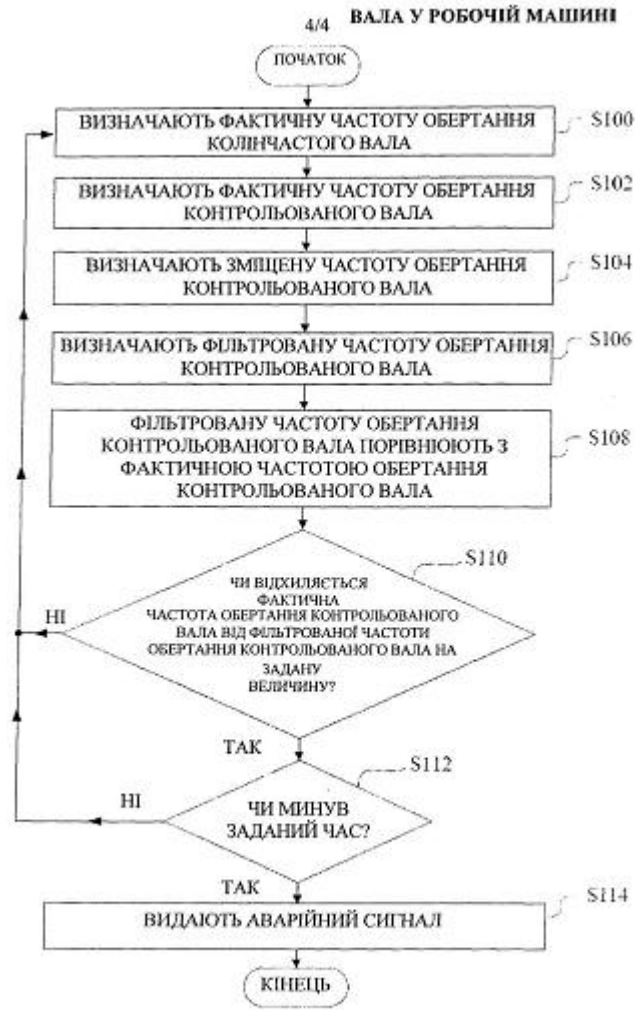 ВАЛА У РОБОЧІЙ МАШИНІ
4/4
ПОЧАТОК
ВИЗНАЧАЮТЬ ФАКТИЧНУ ЧАСТОТУ ОБЕРТАННЯ
КОЛІНЧАСТОГО ВАЛА
S100
ВИЗНАЧАЮТЬ ФАКТИЧНУ ЧАСТОТУ ОБЕРТАННЯ
КОНТРОЛЬОВАНОГО ВАЛА
S102
ВИЗНАЧАЮТЬ ЗМІЩЕНУ ЧАСТОТУ ОБЕРТАННЯ
КОНТРОЛЬОВАНОГО ВАЛА
S104
ВИЗНАЧАЮТЬ ФІЛЬТРОВАНУ ЧАСТОТУ ОБЕРТАННЯ
КОНТРОЛЬОВАНОГО ВАЛА
S106
ФІЛЬТРОВАНУ ЧАСТОТУ ОБЕРТАННЯ
КОНТРОЛЬОВАНОГО ВАЛА ПОРІВНЮЮТЬ З
ФАКТИЧНОЮ ЧАСТОТОЮ ОБЕРТАННЯ
КОНТРОЛЬОВАНОГО ВАЛА
S108
S110
ЧИ ВІДХИЛЯЄТЬСЯ
ФАКТИЧНА
ЧАСТОТА ОБЕРТАННЯ КОНТРОЛЬОВАНОГО
ВАЛА ВІД ФІЛЬТРОВАНОЇ ЧАСТОТИ
ОБЕРТАННЯ КОНТРОЛЬОВАНОГО ВАЛА НА
ЗАДАНУ
ВЕЛИЧИНУ?
НІ
ТАК
S112
ЧИ МИНУВ
ЗАДАНИЙ ЧАС?
НІ
ТАК
S114
ВИДАЮТЬ АВАРІЙНИЙ СИГНАЛ
КІНЕЦЬ